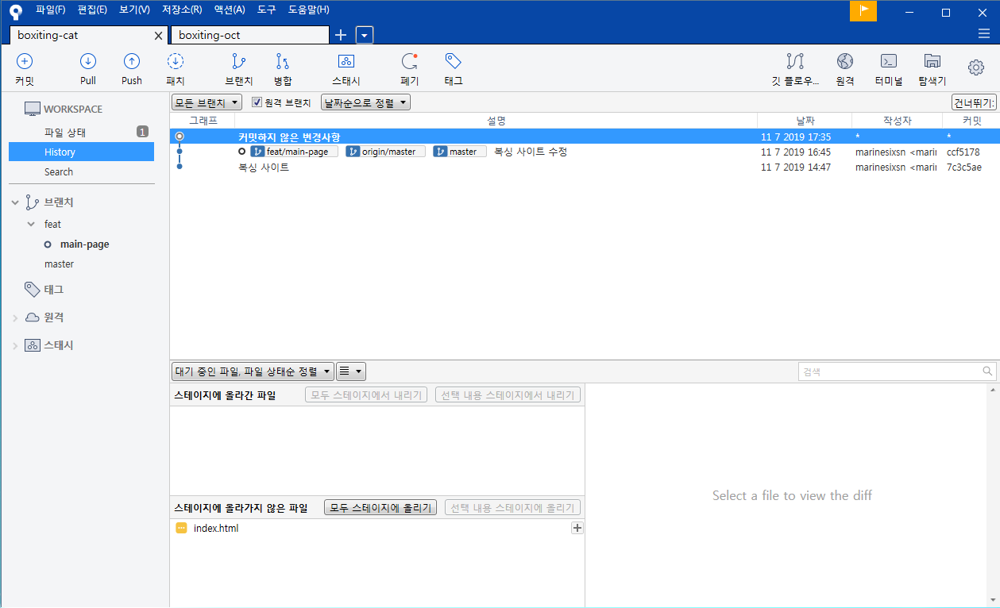 파일(F) 편집(E) 보기(V) 저장소(R) 액션(A) 도구 도움말(H)
boxiting-cat boxiting-oct
커밋 Pull Push 패치 브랜치 병합 스태시 폐기 태그 깃 플로우... 원격 터미널 탐색기
WORKSPACE
파일 상태 1
History
Search
브랜치
feat
main-page
master
태그
원격
스태시
모든 브랜치 원격 브랜치 날짜순으로 정렬 건너뛰기:
그래프 설명 날짜 작성자 커밋
커밋하지 않은 변경사항 11 7 2019 17:35 * *
feat/main-page origin/master master 복싱 사이트 수정 11 7 2019 16:45 marinesixsn <marin ccf5178
복싱 사이트 11 7 2019 14:47 marinesixsn <marin 7c3c5ae
대기 중인 파일, 파일 상태순 정렬 검색
스테이지에 올라간 파일 모두 스테이지에서 내리기 선택 내용 스테이지에서 내리기
스테이지에 올라가지 않은 파일 모두 스테이지에 올리기 선택 내용 스테이지에 올리기
index.html
Select a file to view the diff